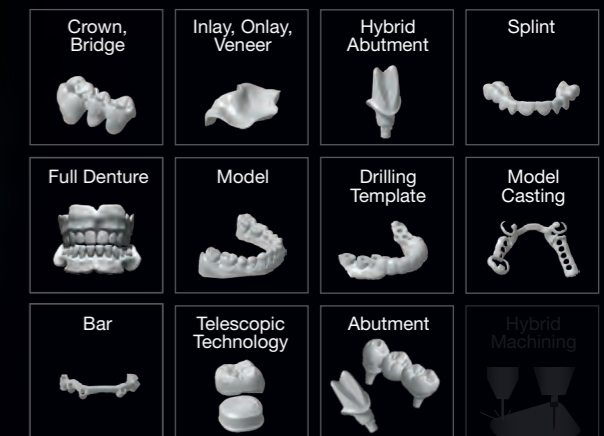 Crown,
Bridge
Inlay, Onlay,
Veneer
Hybrid
Abutment
Splint
Full Denture
Model
Drilling
Template
Model
Casting
Bar
Telescopic
Technology
Abutment
Hybrid
Machining